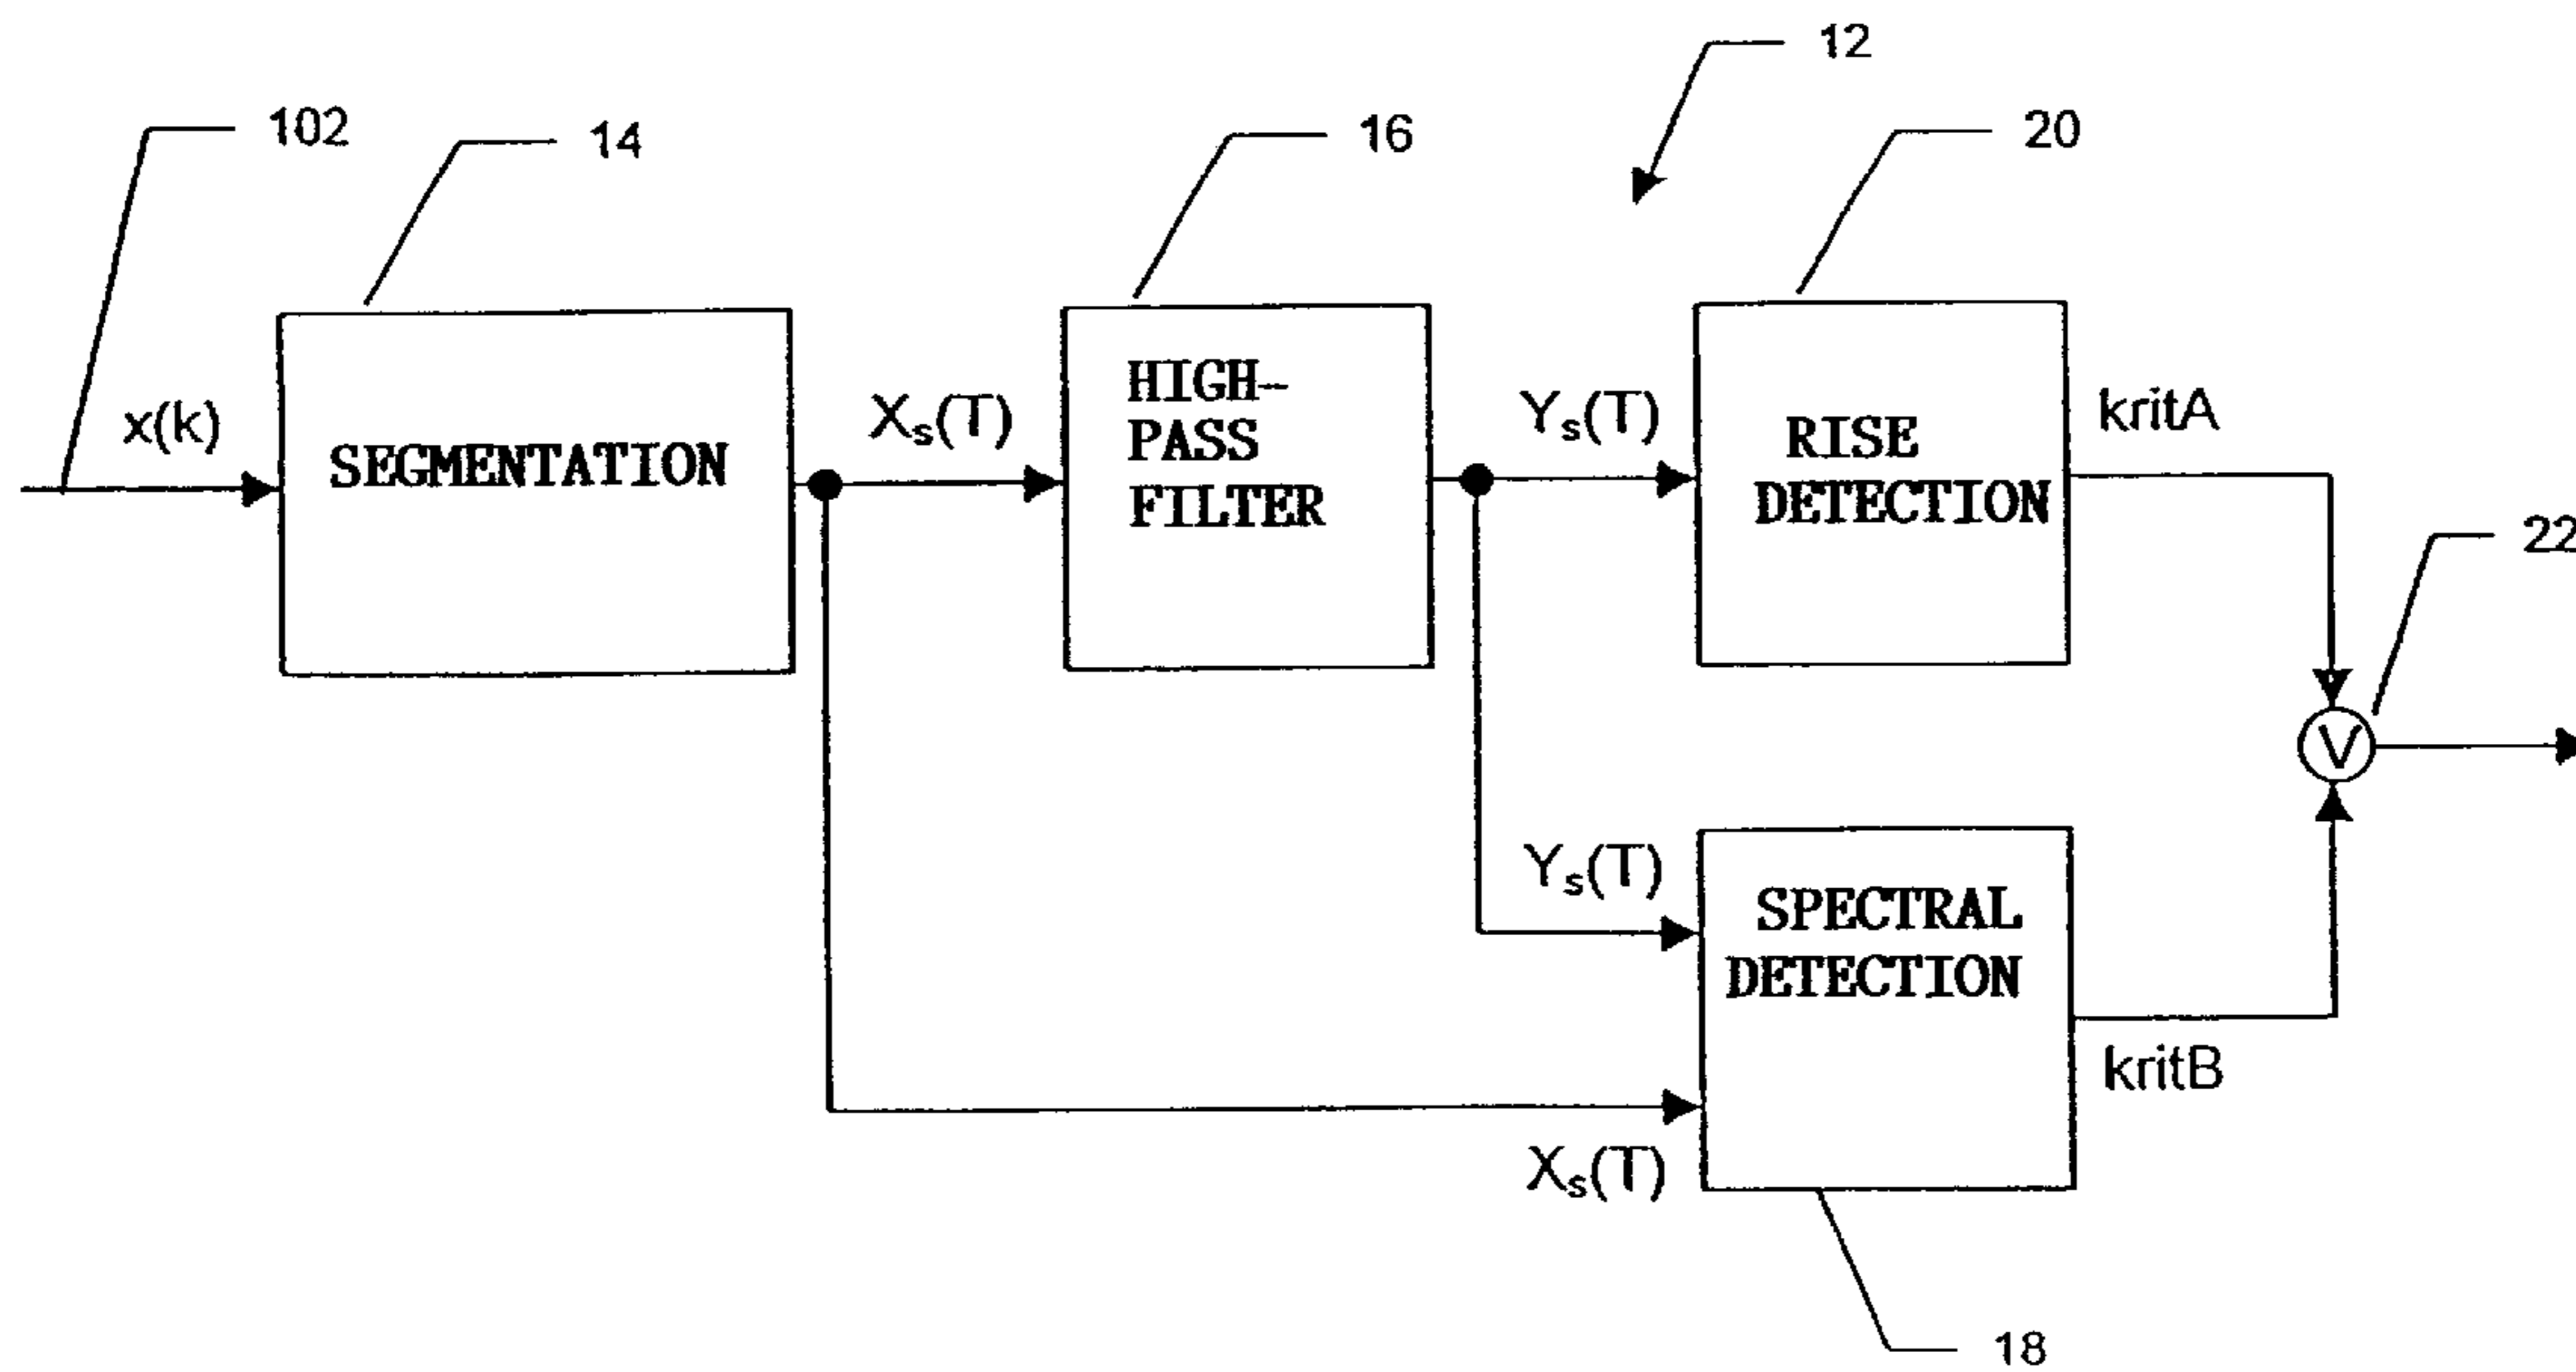 12
102
14
16
20
x(k)
SEGMENTATION
Xs(T)
HIGH-
PASS
FILTER
Ys(T)
RISE
DETECTION
kritA
22
V
Ys(T)
SPECTRAL
DETECTION
kritB
Xs(T)
18